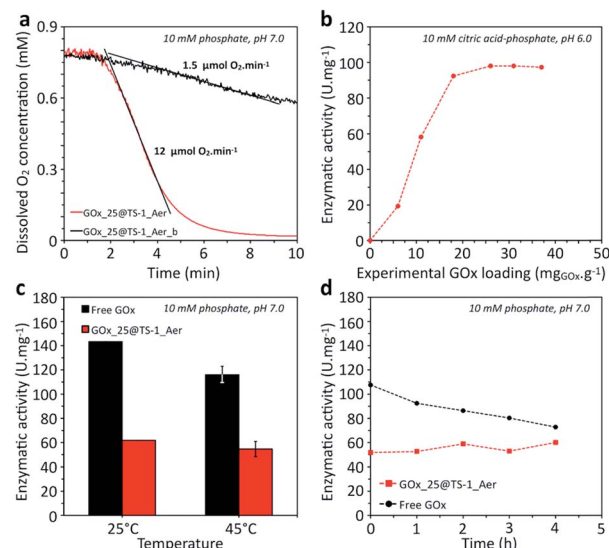 a
10 mM phosphate, pH 7.0
Dissolved O₂ concentration (mM)
0.9
0.6
0.3
0
1.5 µmol O₂.min⁻¹
12 µmol O₂.min⁻¹
GOx_25@TS-1_Aer
GOx_25@TS-1_Aer_b
0 2 4 6 8 10
Time (min)
b
10 mM citric acid-phosphate, pH 6.0
Enzymatic activity (U.mg⁻¹)
120
100
80
60
40
20
0
0 10 20 30 40 50
Experimental GOx loading (mgGOx.g⁻¹)
c
10 mM phosphate, pH 7.0
Enzymatic activity (U.mg⁻¹)
180
160
140
120
100
80
60
40
20
0
Free GOx
GOx_25@TS-1_Aer
25°C 45°C
Temperature
d
10 mM phosphate, pH 7.0
Enzymatic activity (U.mg⁻¹)
180
160
140
120
100
80
60
40
20
0
GOx_25@TS-1_Aer
Free GOx
0 1 2 3 4 5
Time (h)